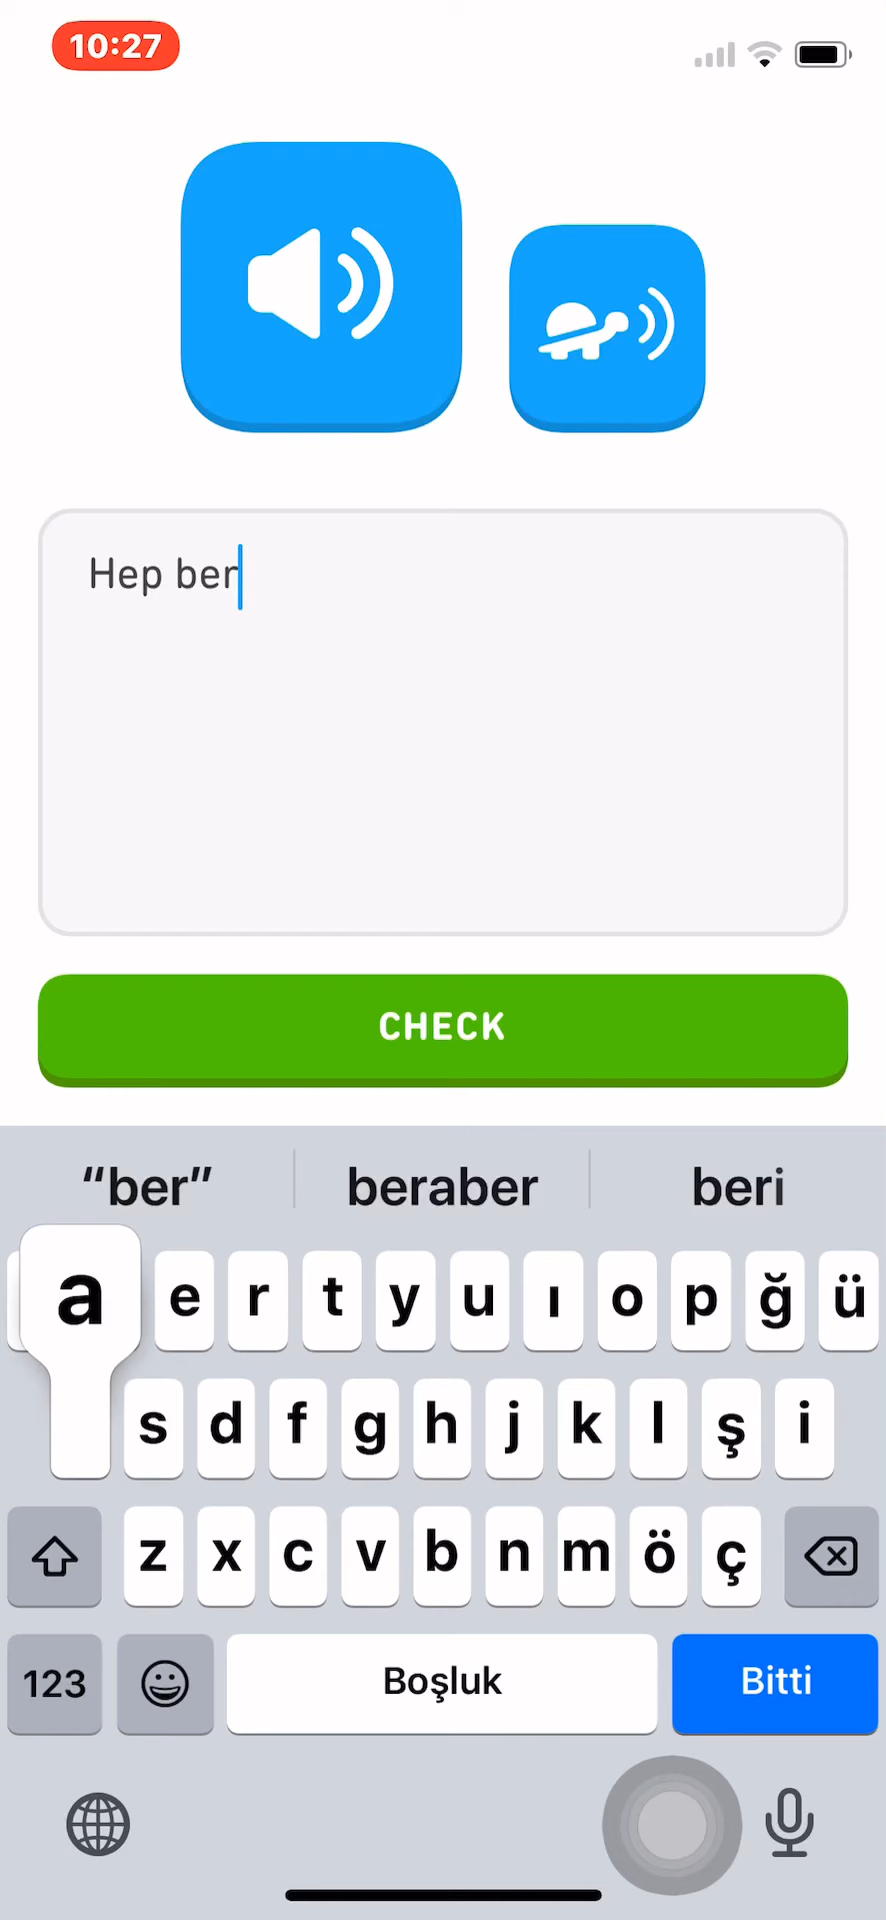 10:27
Hep ber
CHECK
“ber” beraber beri
a e r t y u ı o p ğ ü
s d f g h j k l ş i
z x c v b n m ö ç
123 Boşluk Bitti